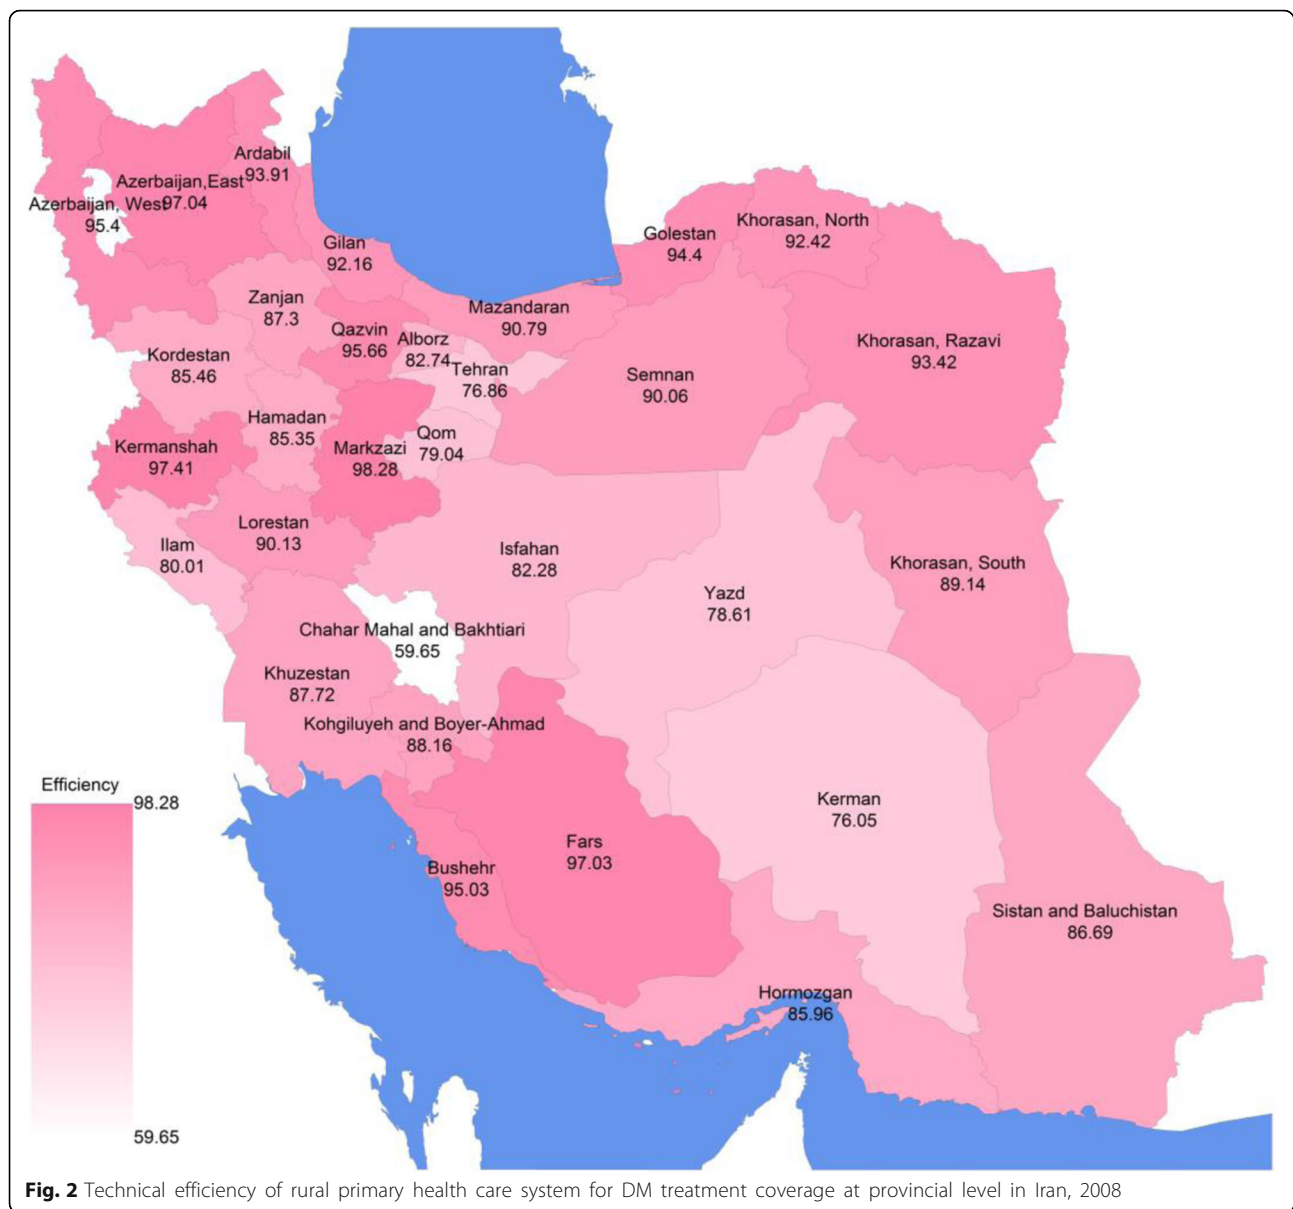 Ardabil
93.91
Azerbaijan,East
97.04
Azerbaijan, West
95.4
Gilan
92.16
Golestan
94.4
Khorasan, North
92.42
Zanjan
87.3
Mazandaran
90.79
Qazvin
95.66
Alborz
82.74
Khorasan, Razavi
93.42
Kordestan
85.46
Tehran
76.86
Semnan
90.06
Hamadan
85.35
Qom
79.04
Kermanshah
97.41
Markzazi
98.28
Lorestan
90.13
Ilam
80.01
Isfahan
82.28
Khorasan, South
89.14
Yazd
78.61
Chahar Mahal and Bakhtiari
59.65
Khuzestan
87.72
Kohgiluyeh and Boyer-Ahmad
88.16
Efficiency
98.28
59.65
Kerman
76.05
Fars
97.03
Bushehr
95.03
Sistan and Baluchistan
86.69
Hormozgan
85.96
Fig. 2 Technical efficiency of rural primary health care system for DM treatment coverage at provincial level in Iran, 2008